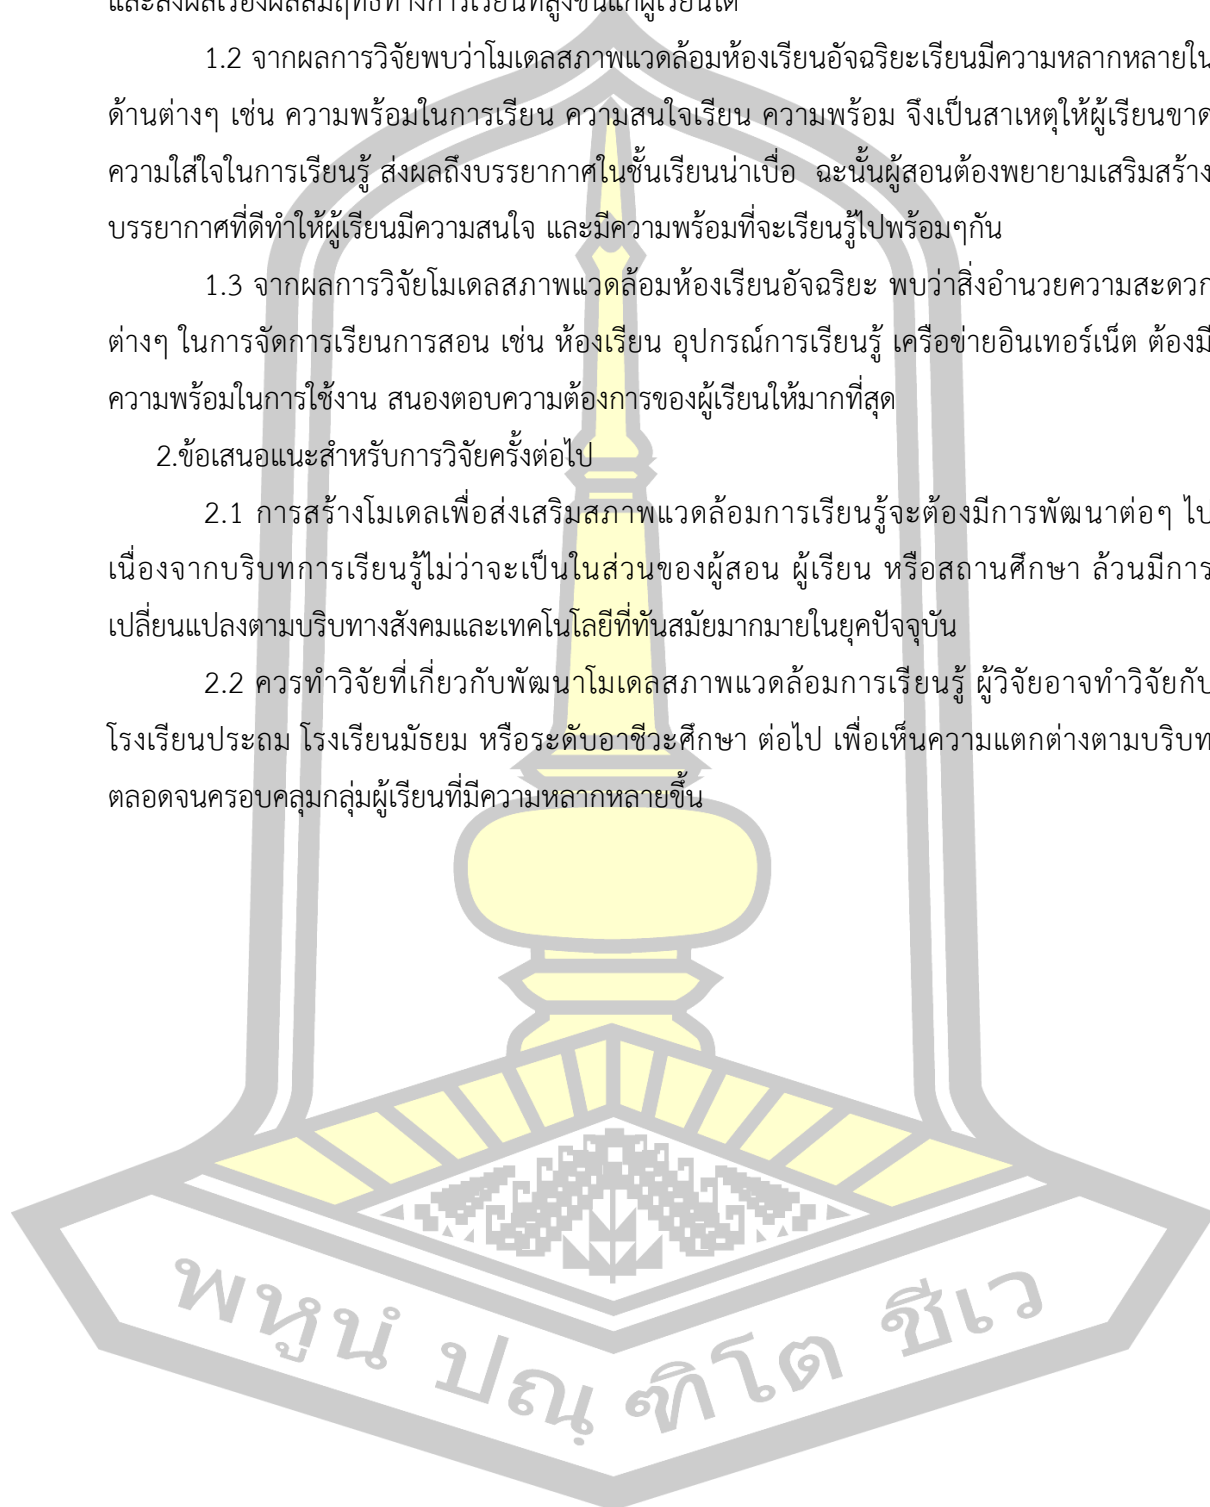 และส่งผลเรื่องผลสัมฤทธิ์ทางการเรียนที่สูงขึ้นแก่ผู้เรียนได้
1.2 จากผลการวิจัยพบว่าโมเดลสภาพแวดล้อมห้องเรียนอัจฉริยะเรียนมีความหลากหลายใน
ด้านต่างๆ เช่น ความพร้อมในการเรียน ความสนใจเรียน ความพร้อม จึงเป็นสาเหตุให้ผู้เรียนขาด
ความใส่ใจในการเรียนรู้ ส่งผลถึงบรรยากาศในชั้นเรียนน่าเบื่อ ฉะนั้นผู้สอนต้องพยายามเสริมสร้าง
บรรยากาศที่ดีทำให้ผู้เรียนมีความสนใจ และมีความพร้อมที่จะเรียนรู้ไปพร้อมๆกัน
1.3 จากผลการวิจัยโมเดลสภาพแวดล้อมห้องเรียนอัจฉริยะ พบว่าสิ่งอำนวยความสะดวก
ต่างๆ ในการจัดการเรียนการสอน เช่น ห้องเรียน อุปกรณ์การเรียนรู้ เครือข่ายอินเทอร์เน็ต ต้องมี
ความพร้อมในการใช้งาน สนองตอบความต้องการของผู้เรียนให้มากที่สุด
2.ข้อเสนอแนะสำหรับการวิจัยครั้งต่อไป
2.1 การสร้างโมเดลเพื่อส่งเสริมสภาพแวดล้อมการเรียนรู้จะต้องมีการพัฒนาต่อๆ ไป
เนื่องจากบริบทการเรียนรู้ไม่ว่าจะเป็นในส่วนของผู้สอน ผู้เรียน หรือสถานศึกษา ล้วนมีการ
เปลี่ยนแปลงตามบริบทางสังคมและเทคโนโลยีที่ทันสมัยมากมายในยุคปัจจุบัน
2.2 ควรทำวิจัยที่เกี่ยวกับพัฒนาโมเดลสภาพแวดล้อมการเรียนรู้ ผู้วิจัยอาจทำวิจัยกับ
โรงเรียนประถม โรงเรียนมัธยม หรือระดับอาชีวะศึกษา ต่อไป เพื่อเห็นความแตกต่างตามบริบท
ตลอดจนครอบคลุมกลุ่มผู้เรียนที่มีความหลากหลายขึ้น
พหูนํ ปณฺฑิโต ชีเว